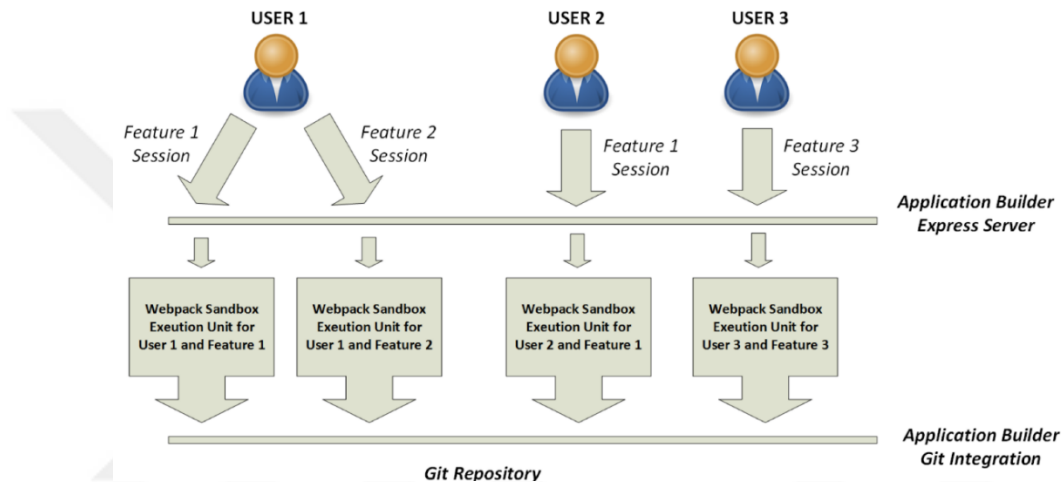 USER 1
USER 2
USER 3
Feature 1
Session
Feature 2
Session
Feature 1
Session
Feature 3
Session
Application Builder
Express Server
Webpack Sandbox
Exeution Unit for
User 1 and Feature 1
Webpack Sandbox
Exeution Unit for
User 1 and Feature 2
Webpack Sandbox
Exeution Unit for
User 2 and Feature 1
Webpack Sandbox
Exeution Unit for
User 3 and Feature 3
Application Builder
Git Integration
Git Repository